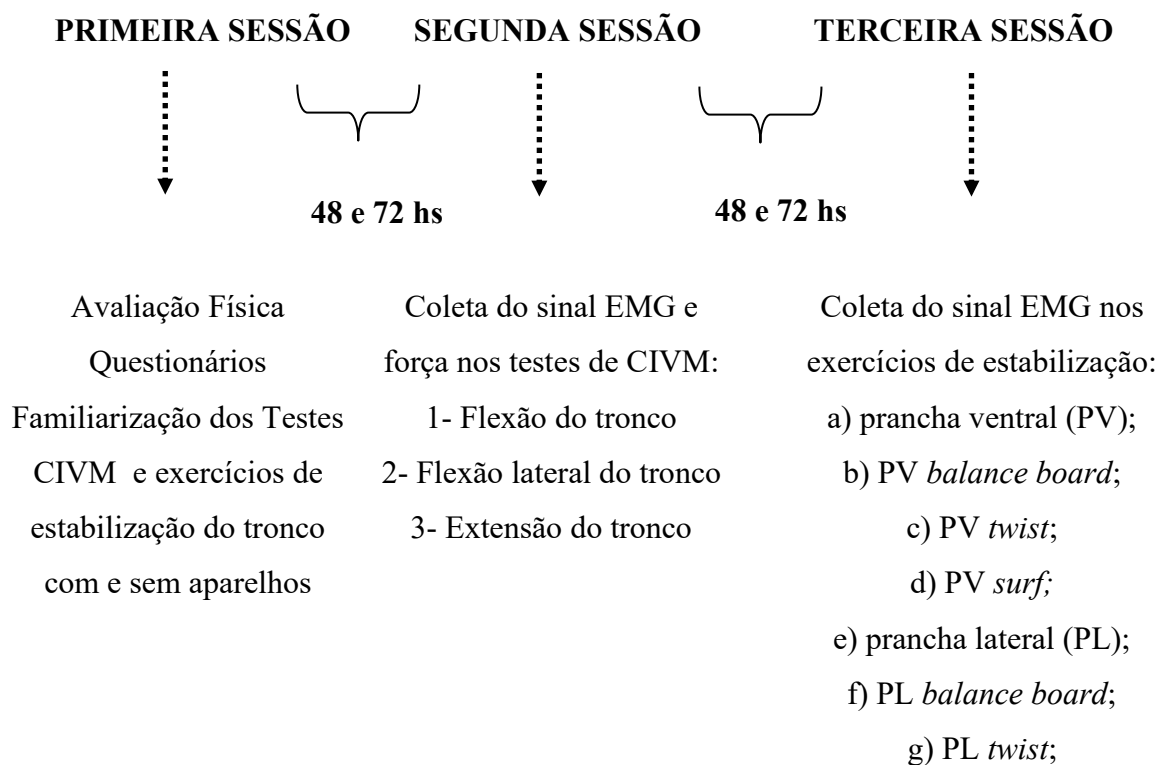 PRIMEIRA SESSÃO
SEGUNDA SESSÃO
TERCEIRA SESSÃO
48 e 72 hs
48 e 72 hs
Avaliação Física
Questionários
Familiarização dos Testes
CIVM e exercícios de
estabilização do tronco
com e sem aparelhos
Coleta do sinal EMG e
força nos testes de CIVM:
1- Flexão do tronco
2- Flexão lateral do tronco
3- Extensão do tronco
Coleta do sinal EMG nos
exercícios de estabilização:
a) prancha ventral (PV);
b) PV balance board;
c) PV twist;
d) PV surf;
e) prancha lateral (PL);
f) PL balance board;
g) PL twist;